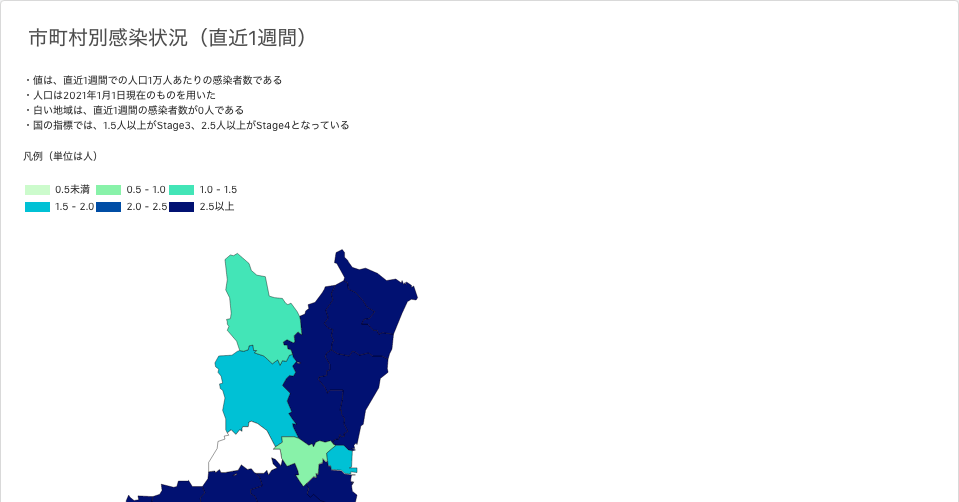 市町村別感染状況（直近1週間）
・値は、直近1週間での人口1万人あたりの感染者数である
・人口は2021年1月1日現在のものを用いた
・白い地域は、直近1週間の感染者数が0人である
・国の指標では、1.5人以上がStage3、2.5人以上がStage4となっている
凡例（単位は人）
0.5未満 0.5 - 1.0 1.0 - 1.5
1.5 - 2.0 2.0 - 2.5 2.5以上